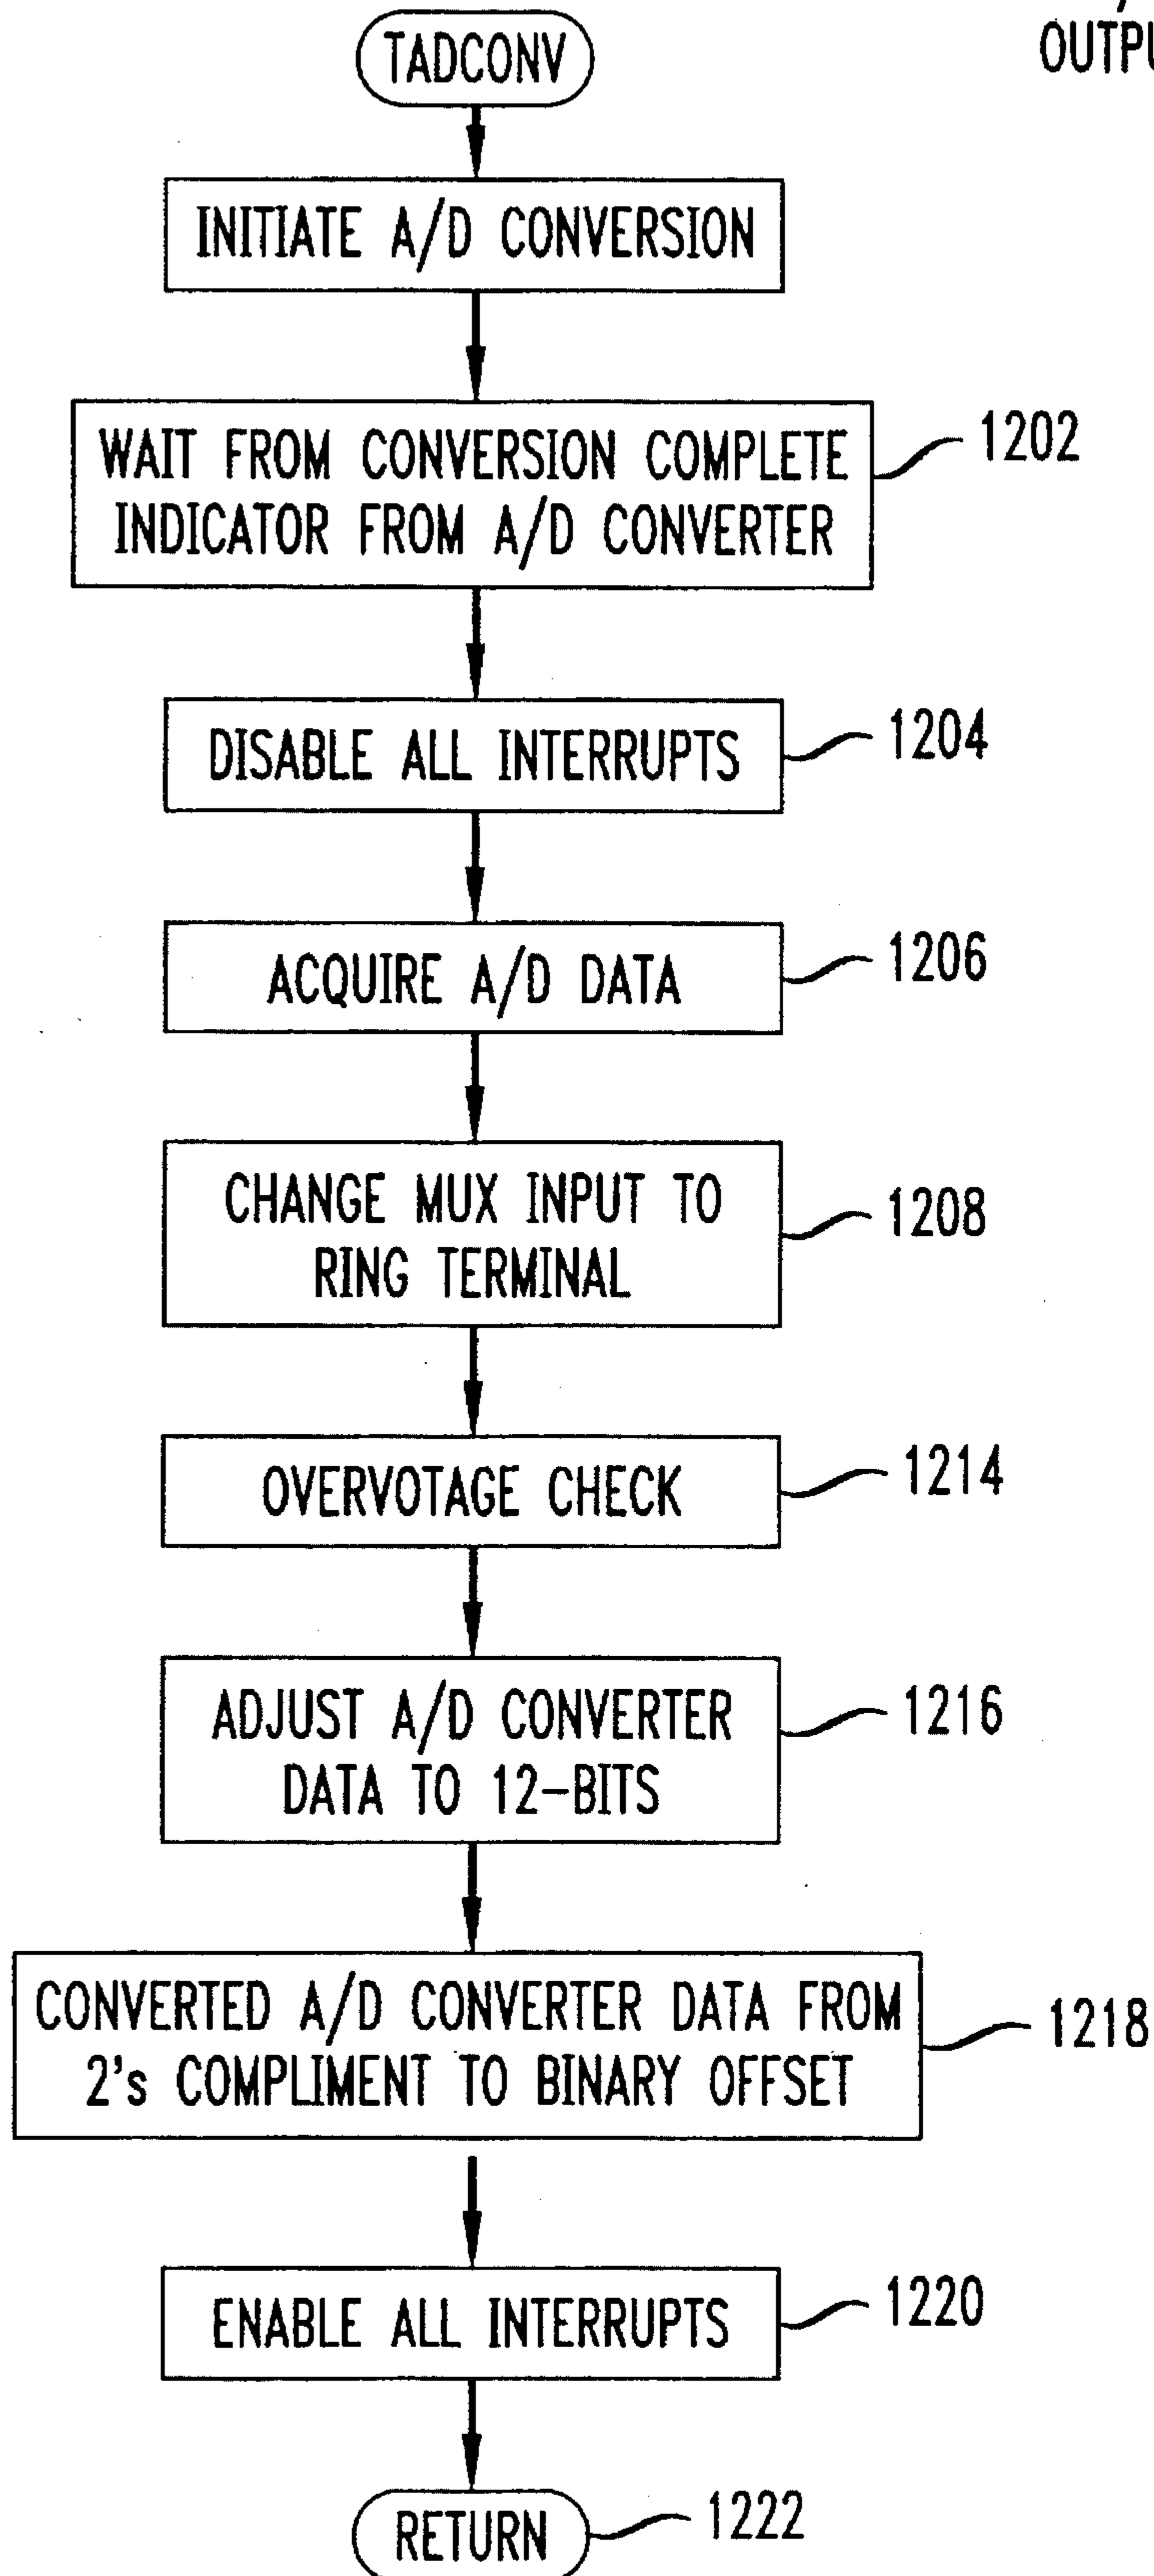 OUTPU
TADCONV
INITIATE A/D CONVERSION
WAIT FROM CONVERSION COMPLETE
INDICATOR FROM A/D CONVERTER
1202
DISABLE ALL INTERRUPTS
1204
ACQUIRE A/D DATA
1206
CHANGE MUX INPUT TO
RING TERMINAL
1208
OVERVOTAGE CHECK
1214
ADJUST A/D CONVERTER
DATA TO 12-BITS
1216
CONVERTED A/D CONVERTER DATA FROM
2's COMPLIMENT TO BINARY OFFSET
1218
ENABLE ALL INTERRUPTS
1220
RETURN
1222